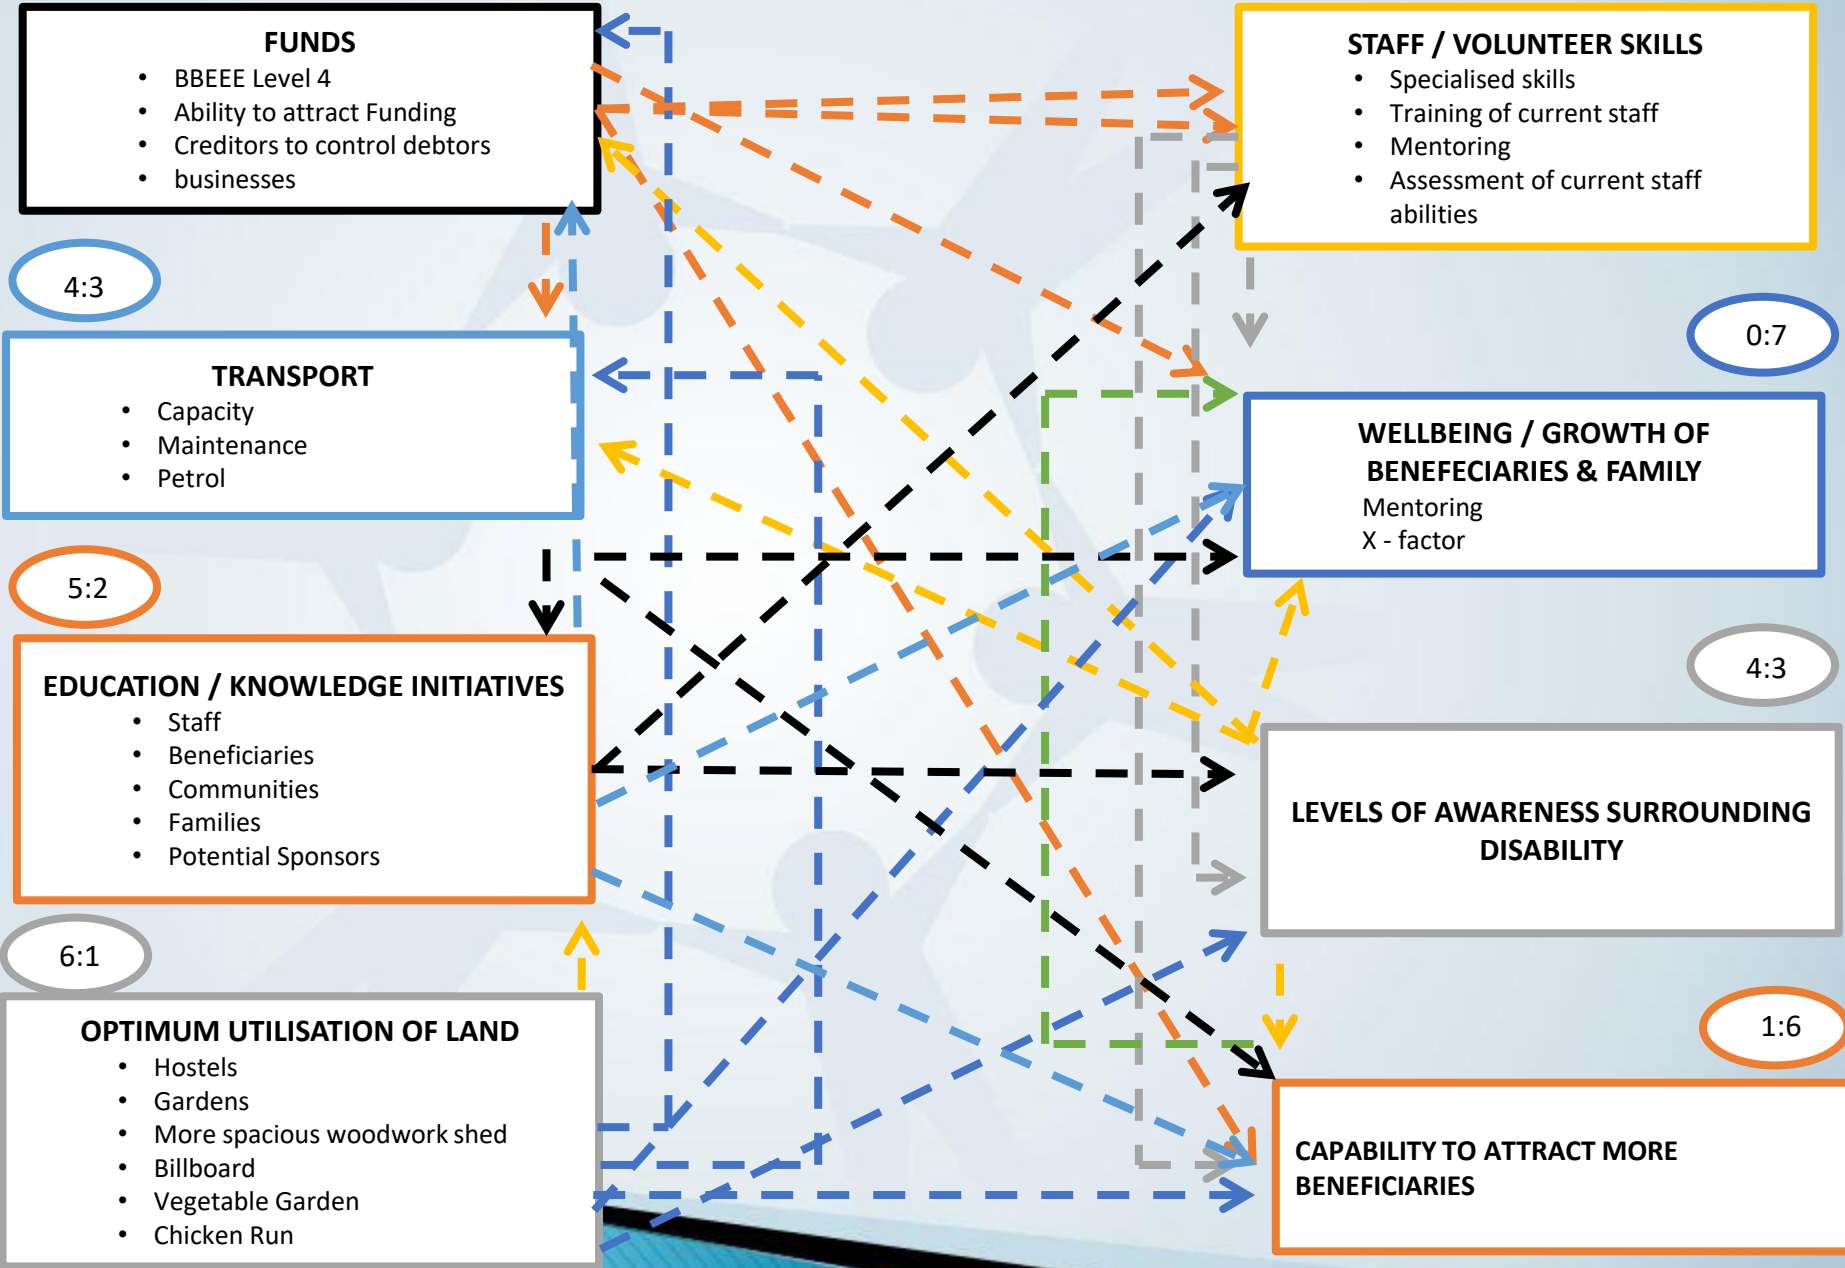 FUNDS
• BBEEE Level 4
• Ability to attract Funding
• Creditors to control debtors
• businesses
4:3
TRANSPORT
• Capacity
• Maintenance
• Petrol
5:2
EDUCATION / KNOWLEDGE INITIATIVES
• Staff
• Beneficiaries
• Communities
• Families
• Potential Sponsors
6:1
OPTIMUM UTILISATION OF LAND
• Hostels
• Gardens
• More spacious woodwork shed
• Billboard
• Vegetable Garden
• Chicken Run
STAFF / VOLUNTEER SKILLS
• Specialised skills
• Training of current staff
• Mentoring
• Assessment of current staff
abilities
0:7
WELLBEING / GROWTH OF
BENEFECIARIES & FAMILY
Mentoring
X - factor
4:3
LEVELS OF AWARENESS SURROUNDING
DISABILITY
1:6
CAPABILITY TO ATTRACT MORE
BENEFICIARIES